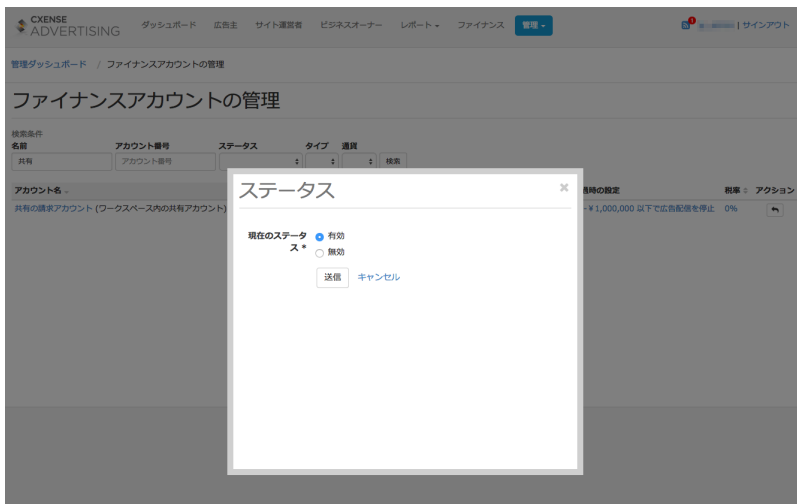 CXENSE
ADVERTISING
ダッシュボード 広告主 サイト運営者 ビジネスオーナー レポート ファイナンス 管理
1
| サインアウト
管理ダッシュボード / ファイナンスアカウントの管理
ファイナンスアカウントの管理
検索条件
名前 アカウント番号 ステータス タイプ 通貨
共有 アカウント番号 検索
アカウント名 時の設定 税率 アクション
共有の請求アカウント (ワークスペース内の共有アカウント) -¥1,000,000 以下で広告配信を停止 0%
ステータス ×
現在のステータ
ス * 有効
無効
送信 キャンセル